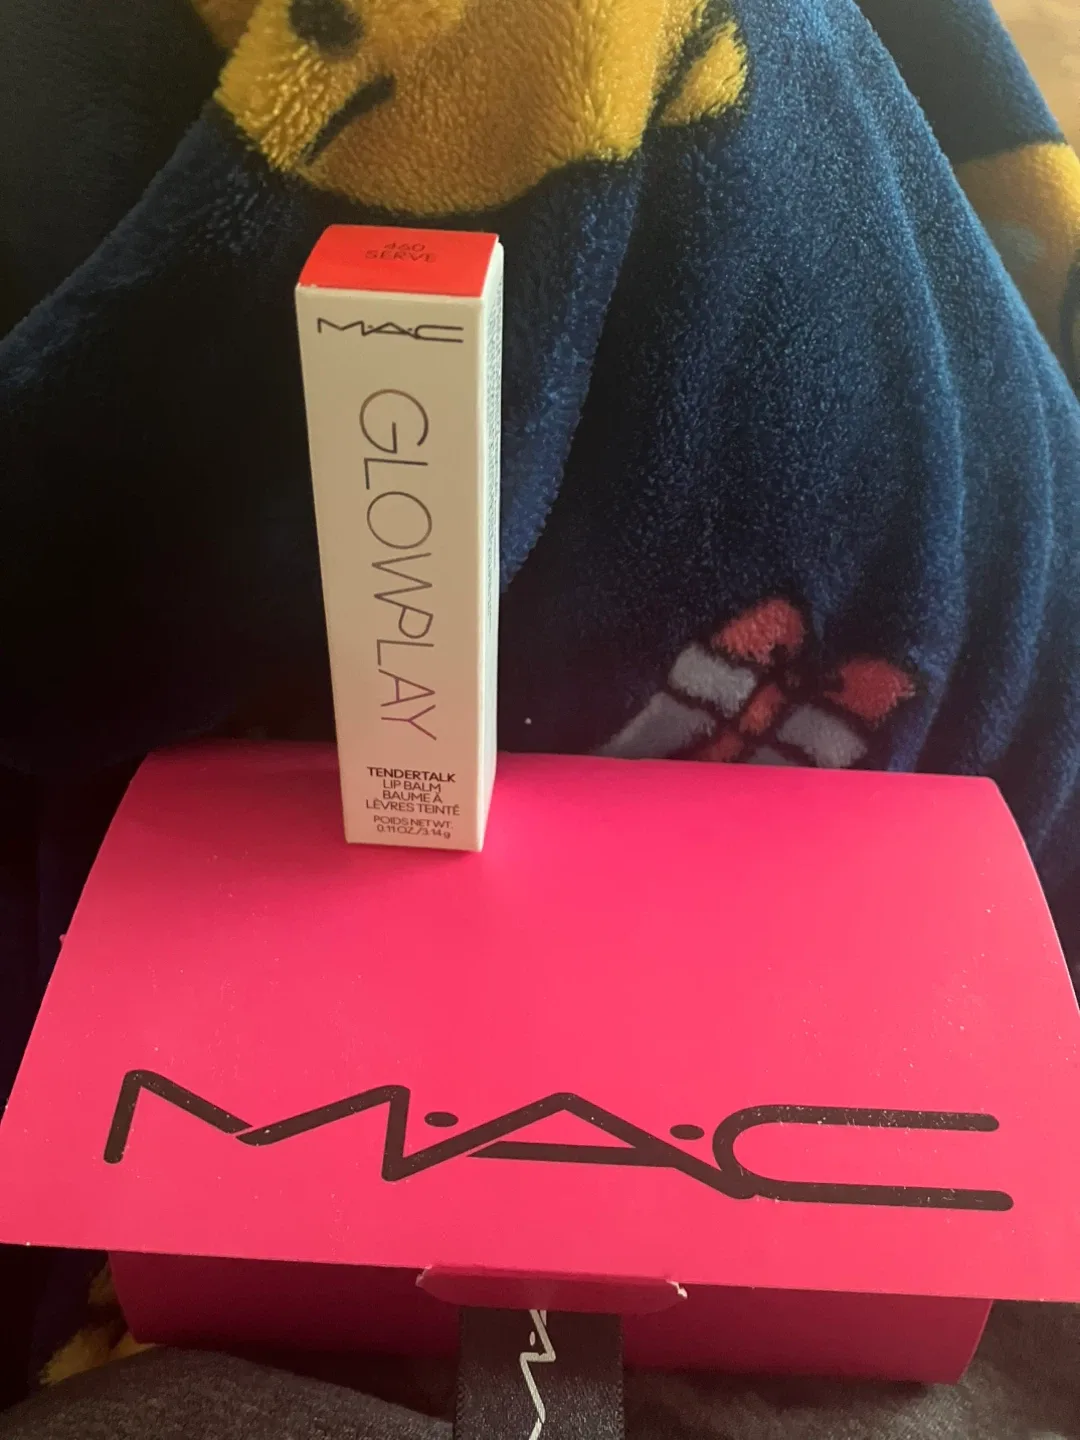 460
SERVE
M·A·C
GLOWPLAY
TENDERTALK
LIP BALM
BAUME À
LÈVRES TEINTÉ
POIDS NET WT.
0.11 OZ./3.14 g
M·A·C